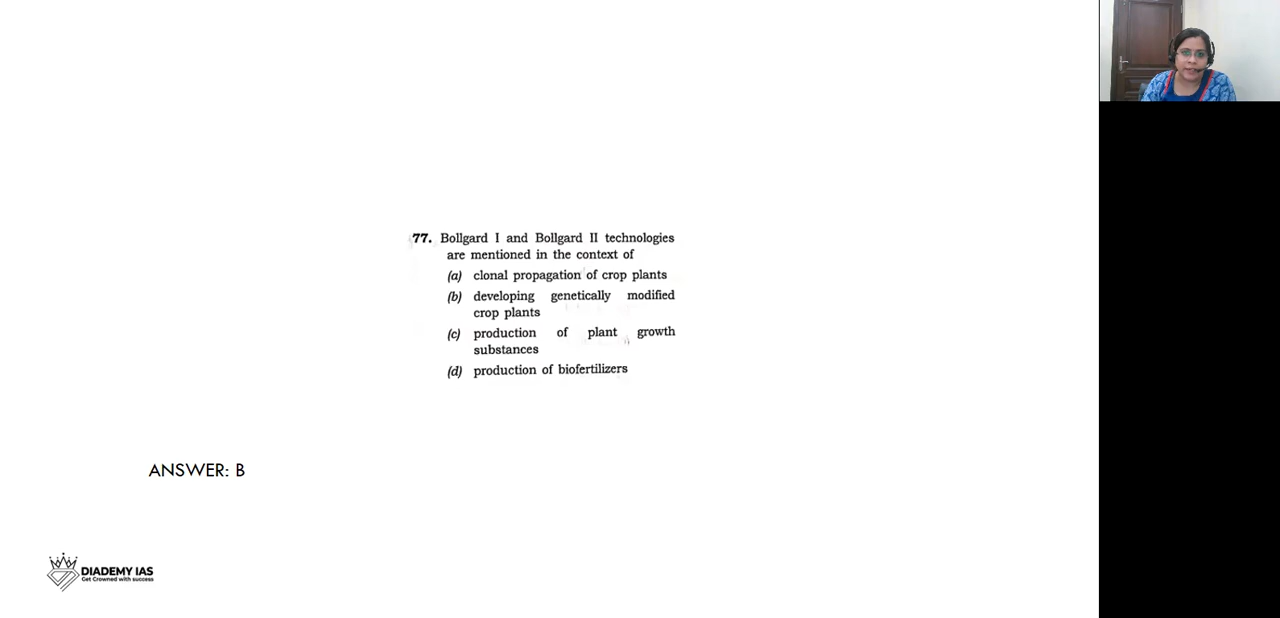 77. Bollgard I and Bollgard II technologies
are mentioned in the context of
(a) clonal propagation of crop plants
(b) developing genetically modified
crop plants
(c) production of plant growth
substances
(d) production of biofertilizers
ANSWER: B
DIADEMY IAS
Get Crowned with success